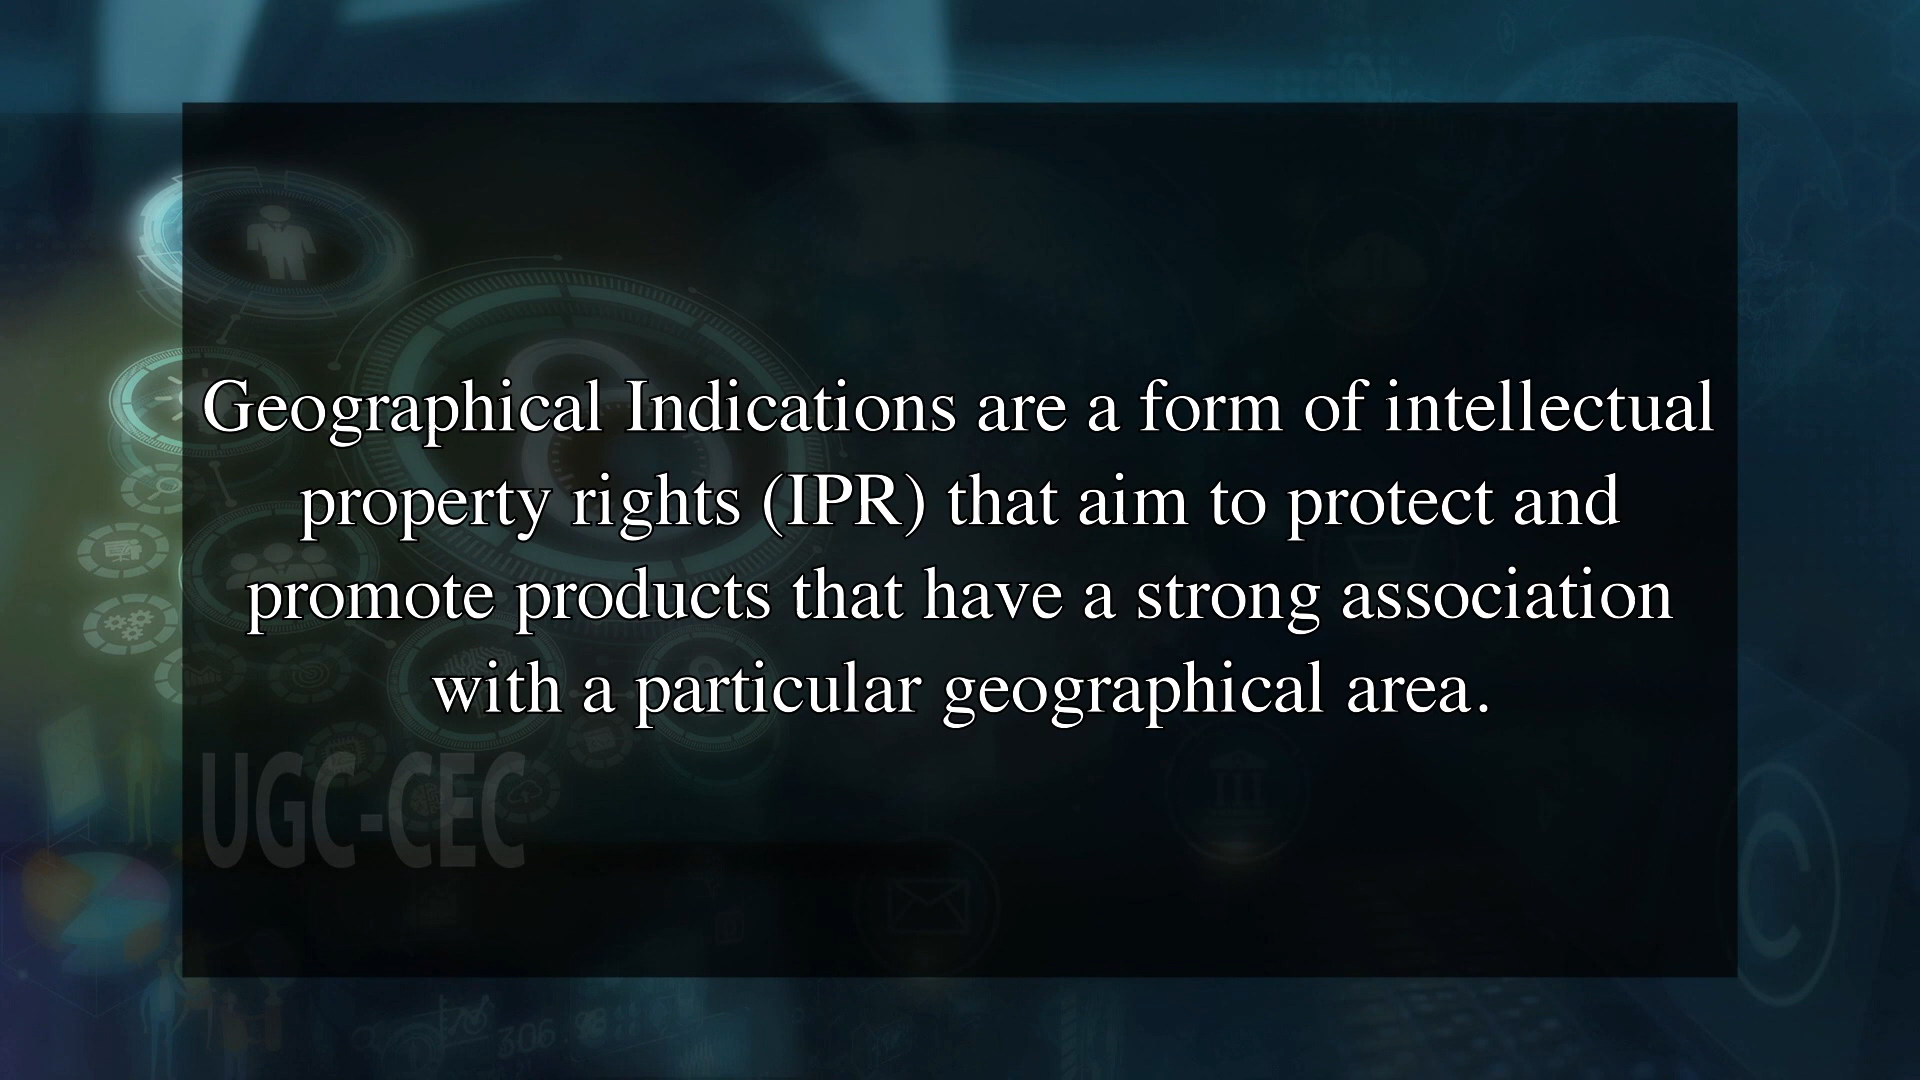 Geographical Indications are a form of intellectual
property rights (IPR) that aim to protect and
promote products that have a strong association
with a particular geographical area.
UGC-CEC
C